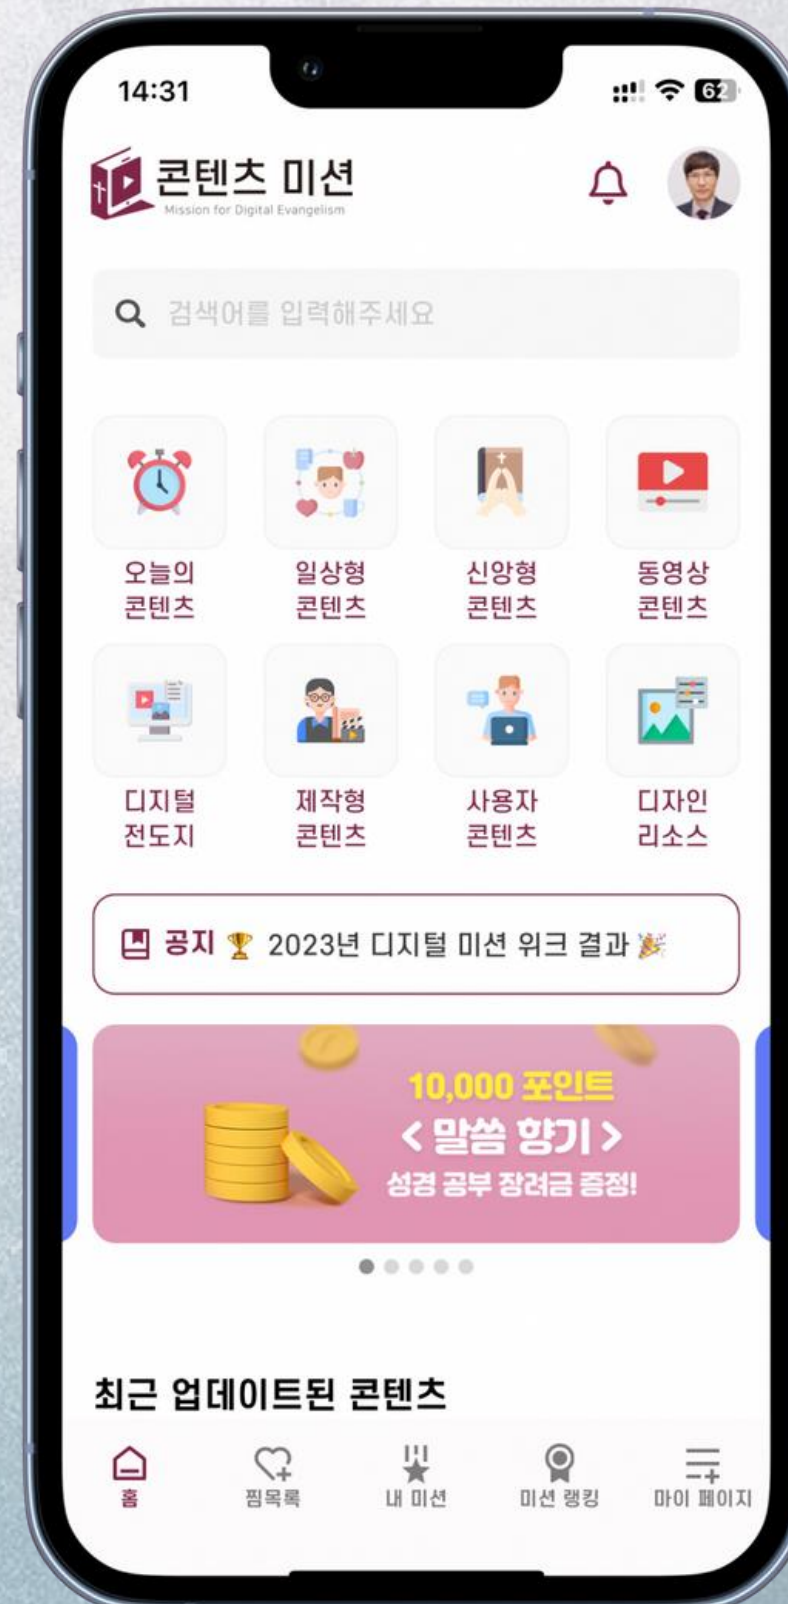 14:31
62
콘텐츠 미션
Mission for Digital Evangelism
검색어를 입력해주세요
오늘의
콘텐츠
일상형
콘텐츠
신앙형
콘텐츠
동영상
콘텐츠
디지털
전도지
제작형
콘텐츠
사용자
콘텐츠
디자인
리소스
공지 🏆 2023년 디지털 미션 위크 결과 🎉
10,000 포인트
< 말씀 향기 >
성경 공부 장려금 증정!
최근 업데이트된 콘텐츠
홈
찜목록
내 미션
미션 랭킹
마이 페이지